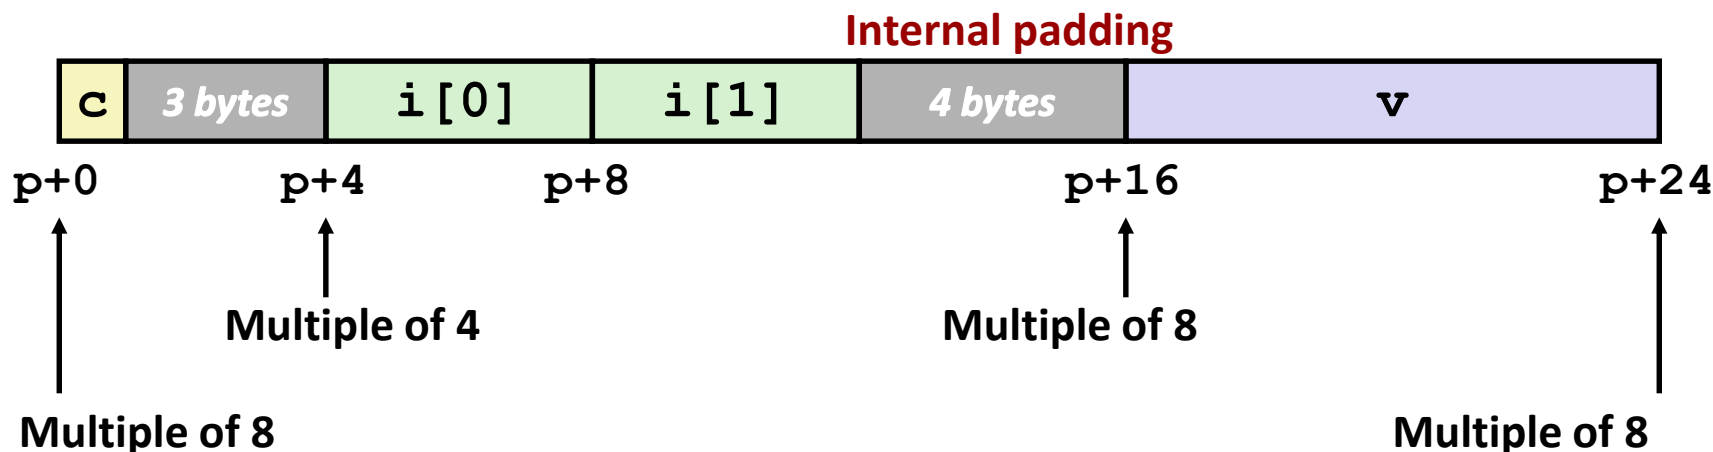 Internal padding
c 3 bytes i[0] i[1] 4 bytes v
p+0 p+4 p+8 p+16 p+24
Multiple of 4 Multiple of 8
Multiple of 8 Multiple of 8